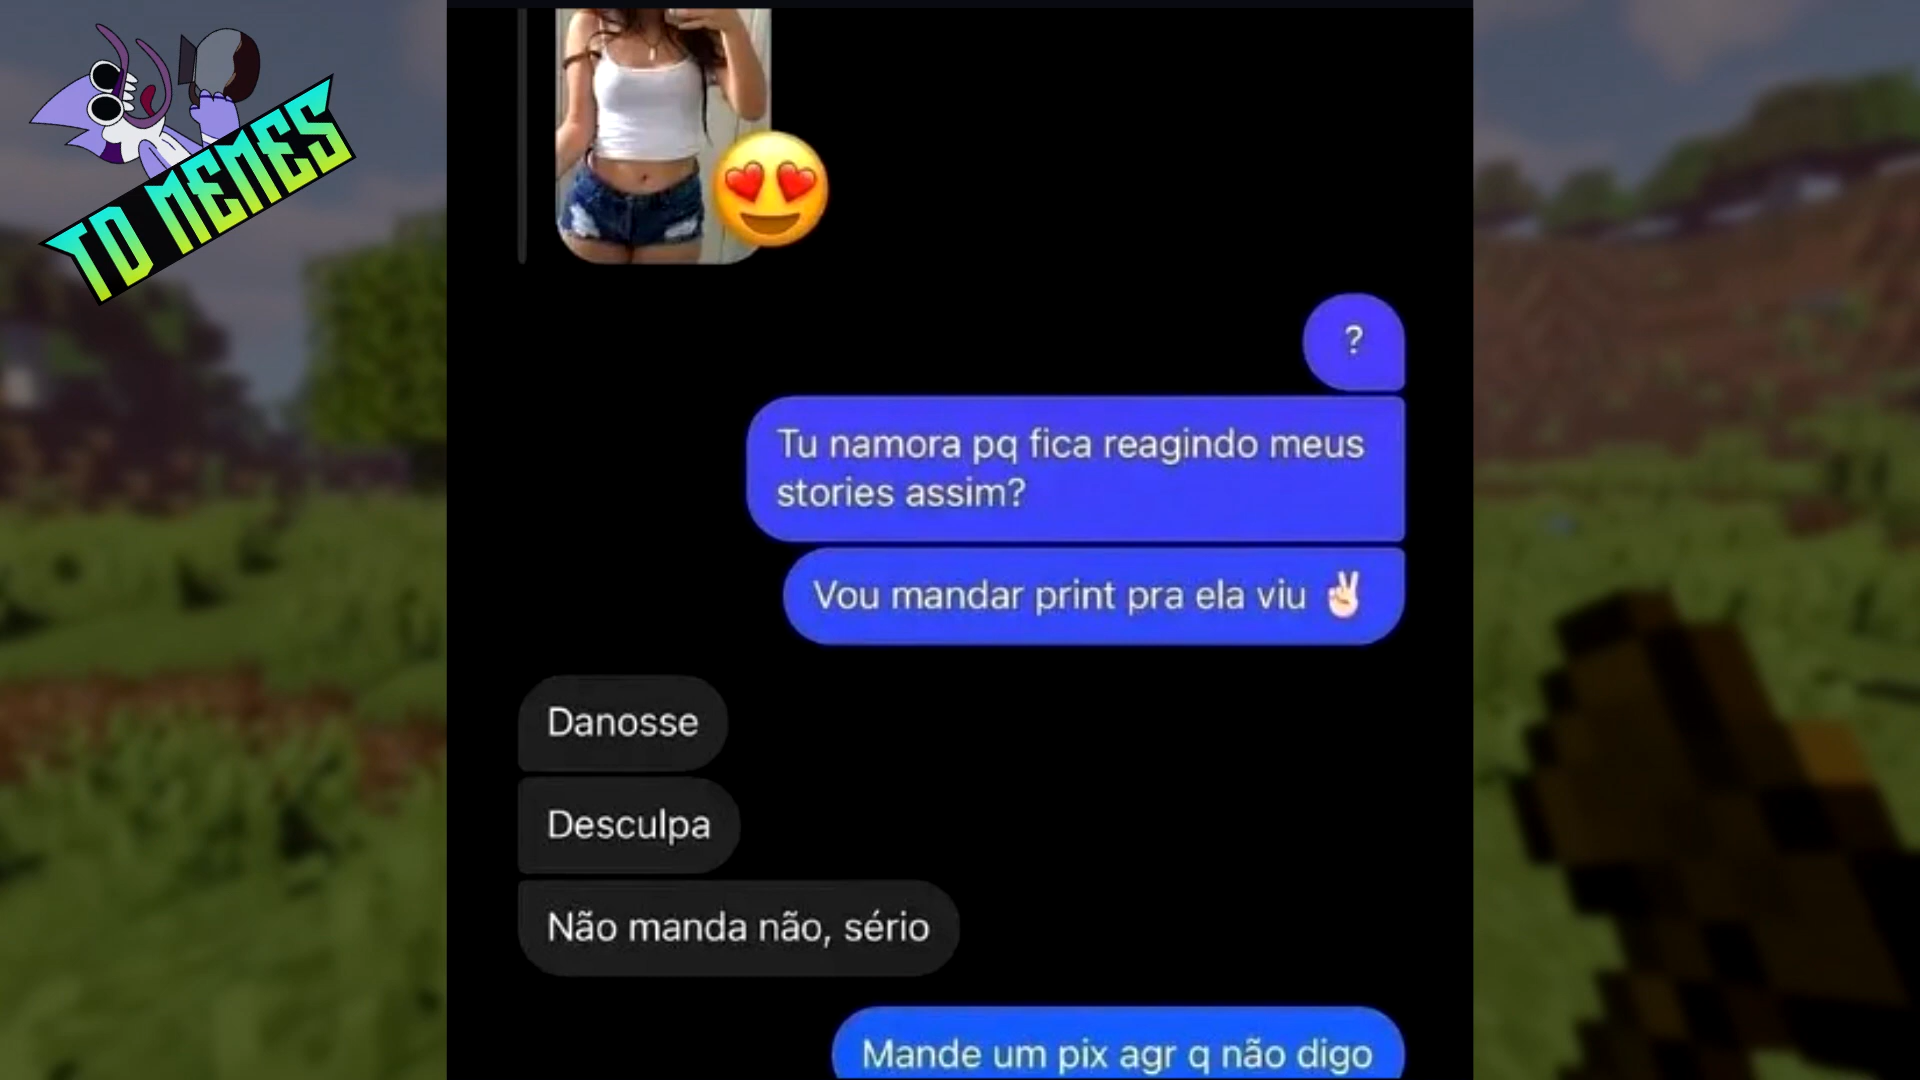 TD MEMES
?
Tu namora pq fica reagindo meus
stories assim?
Vou mandar print pra ela viu ✌🏻
Danosse
Desculpa
Não manda não, sério
Mande um pix agr q não digo